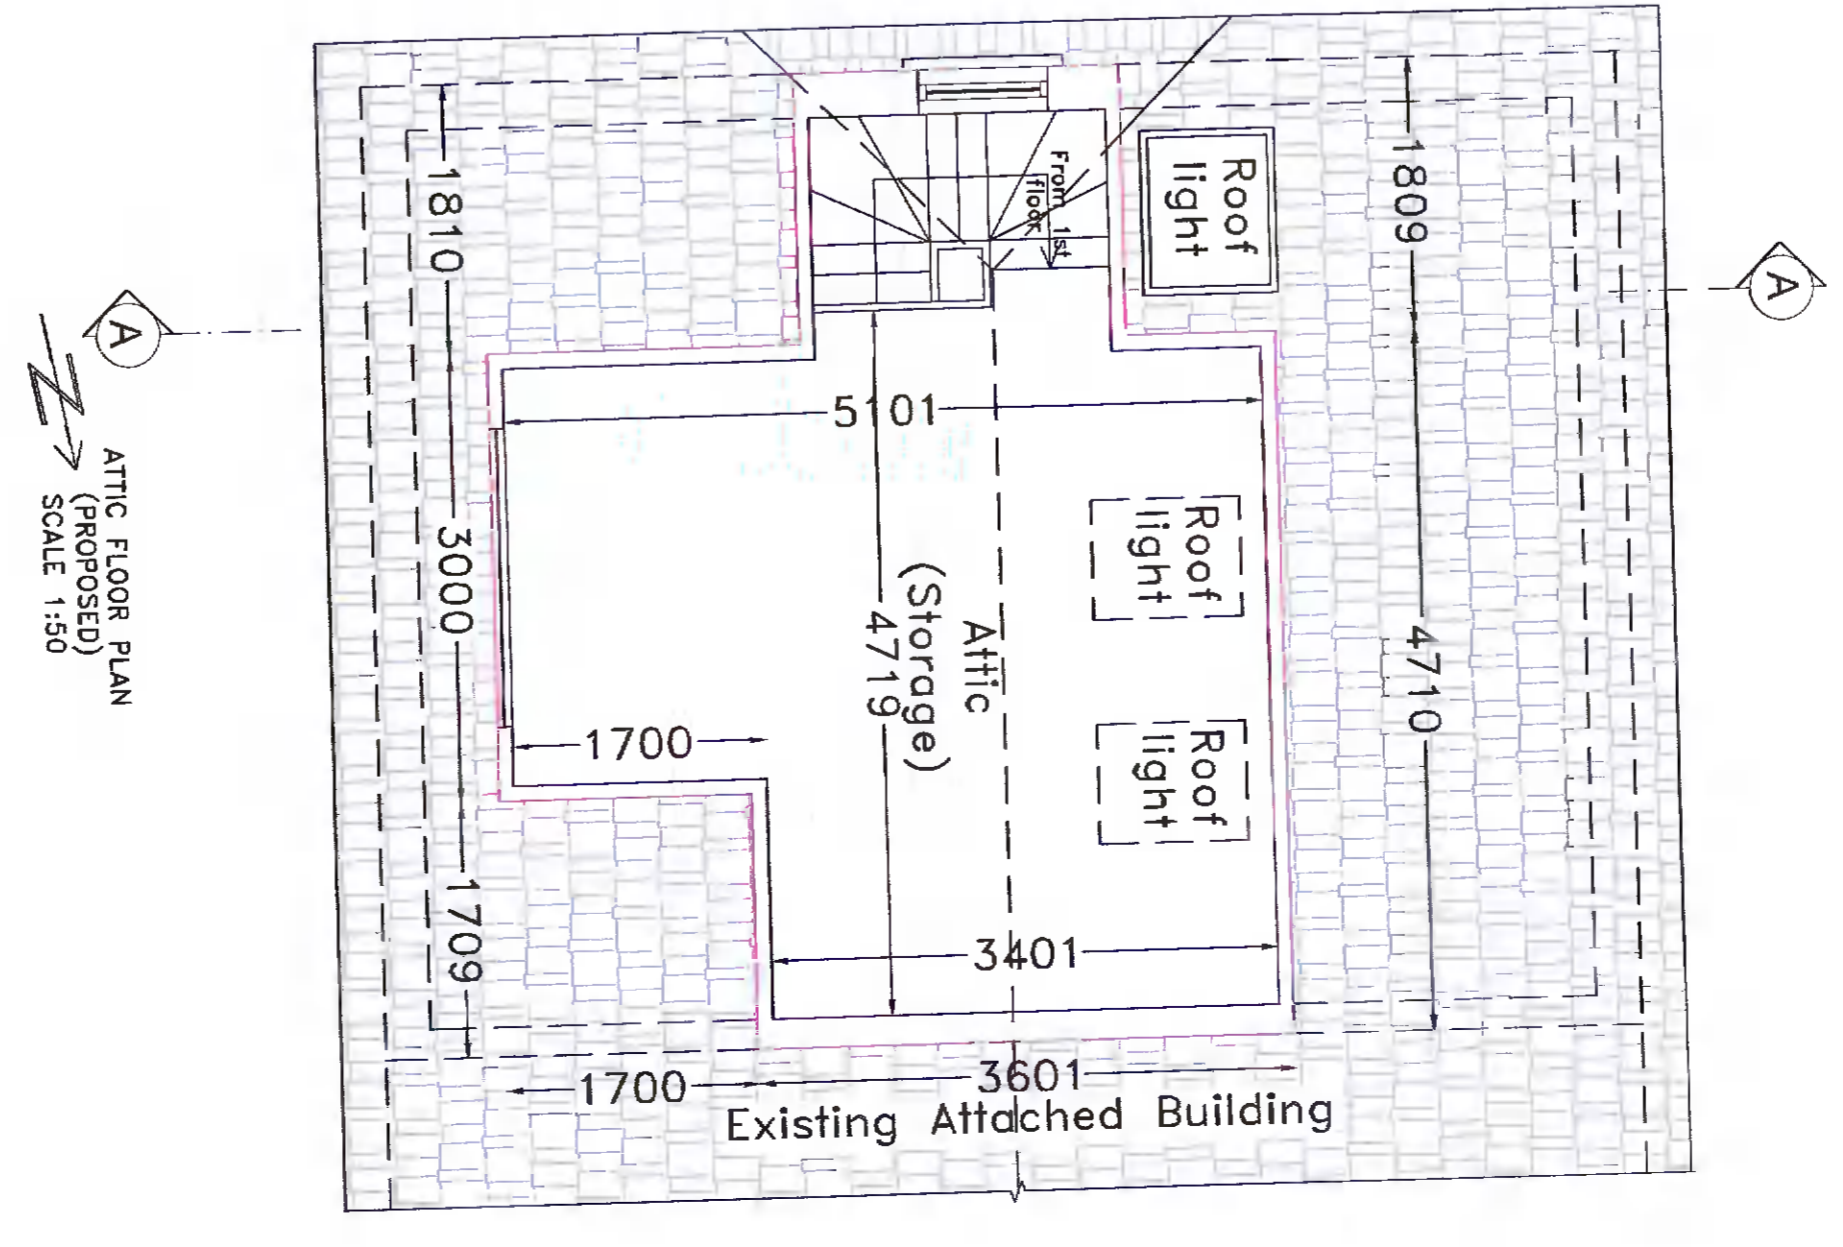 Roof
light
1809
1810
From 1st
floor
A
A
5101
Roof
light
4710
3000
Attic
(Storage)
4719
1700
Roof
light
1709
3401
1700
3601
Existing Attached Building
ATTIC FLOOR PLAN
(PROPOSED)
SCALE 1:50